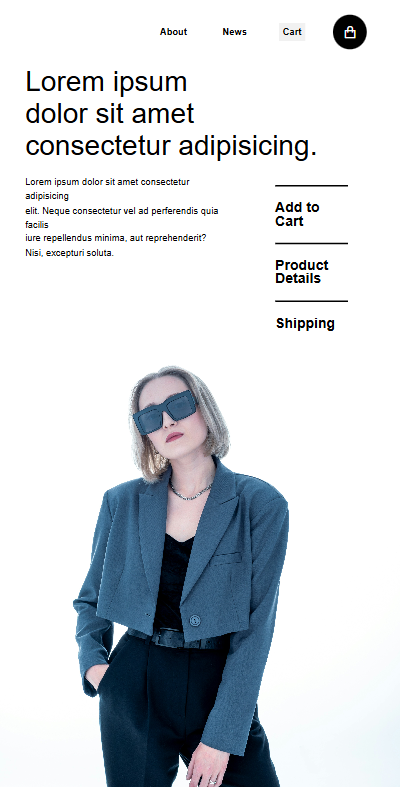 About News Cart
Lorem ipsum
dolor sit amet
consectetur adipisicing.
Lorem ipsum dolor sit amet consectetur
adipisicing
elit. Neque consectetur vel ad perferendis quia
facilis
iure repellendus minima, aut reprehenderit?
Nisi, excepturi soluta.
Add to
Cart
Product
Details
Shipping